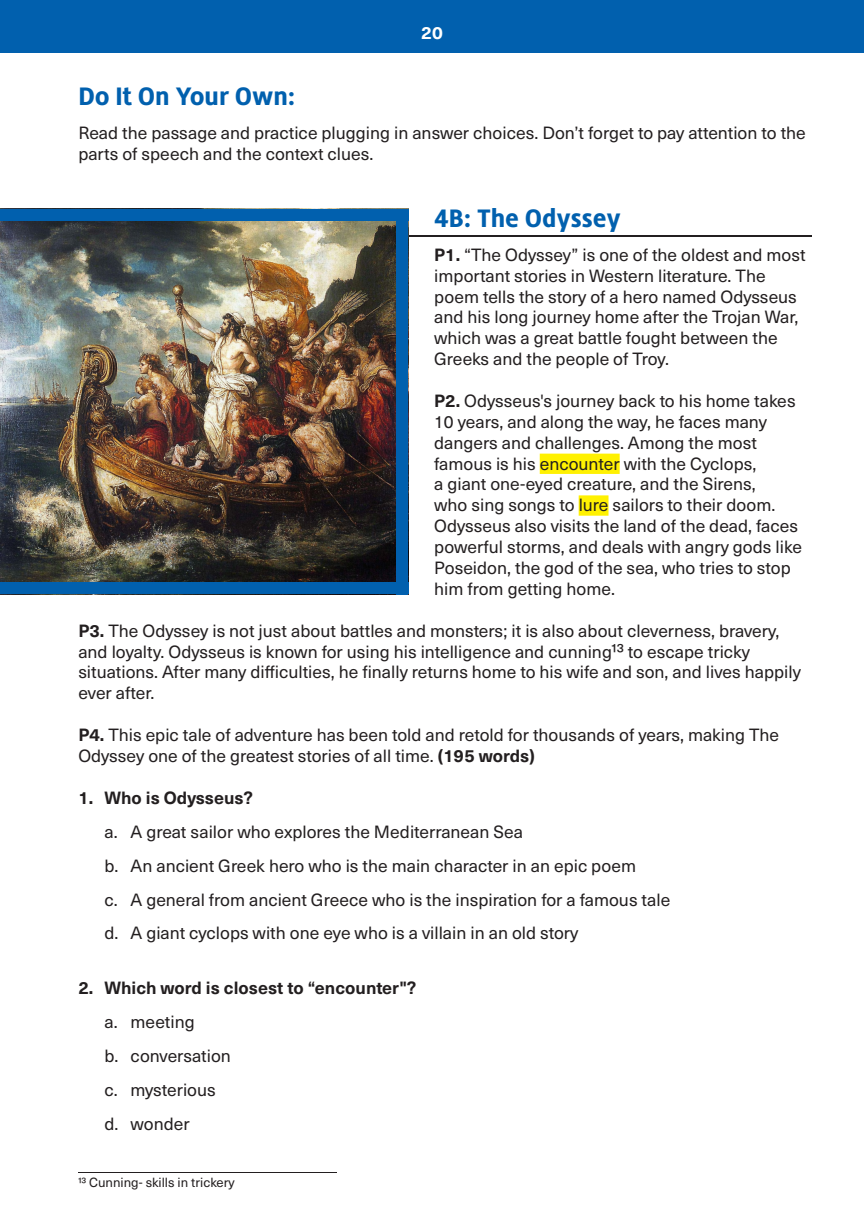 20
Do It On Your Own:
Read the passage and practice plugging in answer choices. Don’t forget to pay attention to the
parts of speech and the context clues.
4B: The Odyssey
P1. “The Odyssey” is one of the oldest and most
important stories in Western literature. The
poem tells the story of a hero named Odysseus
and his long journey home after the Trojan War,
which was a great battle fought between the
Greeks and the people of Troy.
P2. Odysseus's journey back to his home takes
10 years, and along the way, he faces many
dangers and challenges. Among the most
famous is his encounter with the Cyclops,
a giant one-eyed creature, and the Sirens,
who sing songs to lure sailors to their doom.
Odysseus also visits the land of the dead, faces
powerful storms, and deals with angry gods like
Poseidon, the god of the sea, who tries to stop
him from getting home.
P3. The Odyssey is not just about battles and monsters; it is also about cleverness, bravery,
and loyalty. Odysseus is known for using his intelligence and cunning¹³ to escape tricky
situations. After many difficulties, he finally returns home to his wife and son, and lives happily
ever after.
P4. This epic tale of adventure has been told and retold for thousands of years, making The
Odyssey one of the greatest stories of all time. (195 words)
1. Who is Odysseus?
a. A great sailor who explores the Mediterranean Sea
b. An ancient Greek hero who is the main character in an epic poem
c. A general from ancient Greece who is the inspiration for a famous tale
d. A giant cyclops with one eye who is a villain in an old story
2. Which word is closest to “encounter"?
a. meeting
b. conversation
c. mysterious
d. wonder
¹³ Cunning- skills in trickery